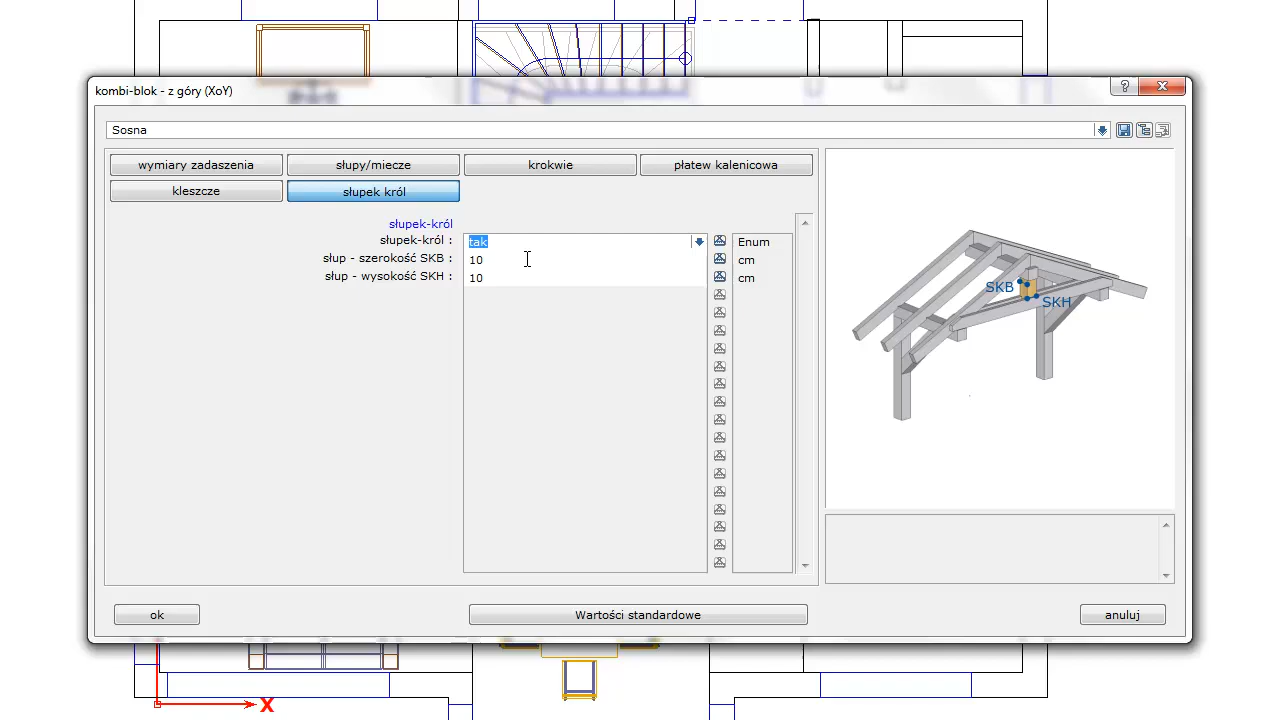 kombi-blok - z góry (XoY)
?
Sosna
wymiary zadaszenia
słupy/miecze
krokwie
płatew kalenicowa
kleszcze
słupek król
słupek-król
słupek-król : tak Enum
słup - szerokość SKB : 10 cm
słup - wysokość SKH : 10 cm
SKB
SKH
ok
Wartości standardowe
anuluj
X